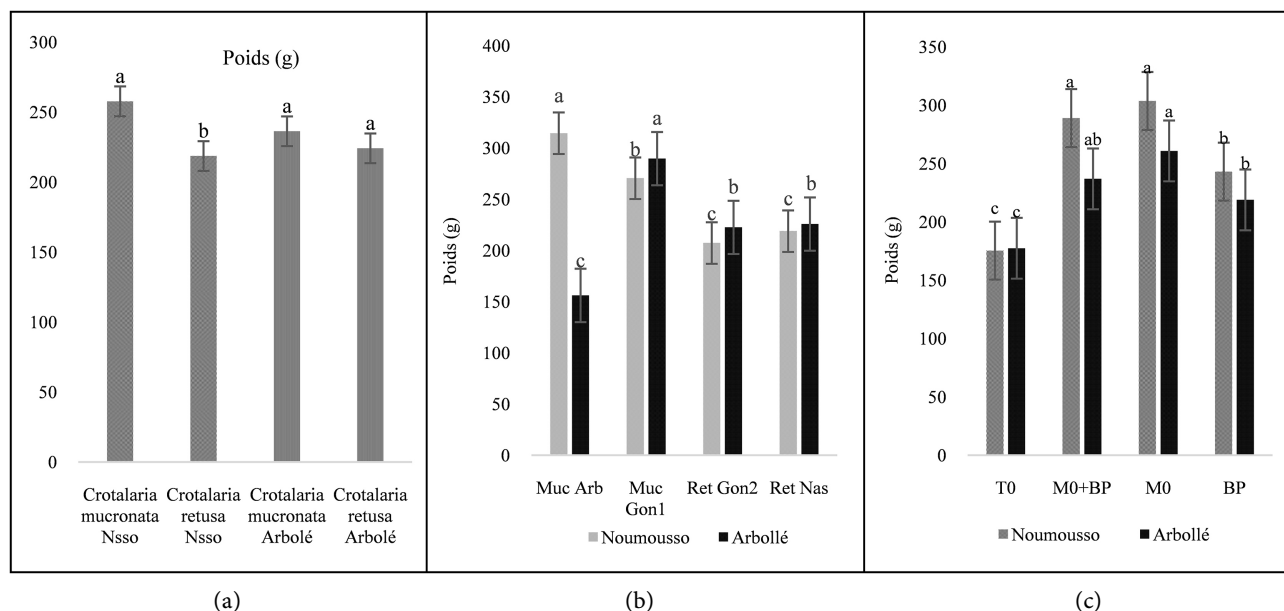 Poids (g)
300
250
200
150
100
50
0
a
b
a
a
Crotalaria mucronata Nsso
Crotalaria retusa Nsso
Crotalaria mucronata Arbolé
Crotalaria retusa Arbolé
(a)
Poids (g)
400
350
300
250
200
150
100
50
0
a
c
b
a
c
b
c
b
Muc Arb
Muc Gon1
Ret Gon2
Ret Nas
Noumousso
Arbollé
(b)
Poids (g)
350
300
250
200
150
100
50
0
c
c
a
ab
a
a
b
b
T0
M0+BP
M0
BP
Noumousso
Arbollé
(c)